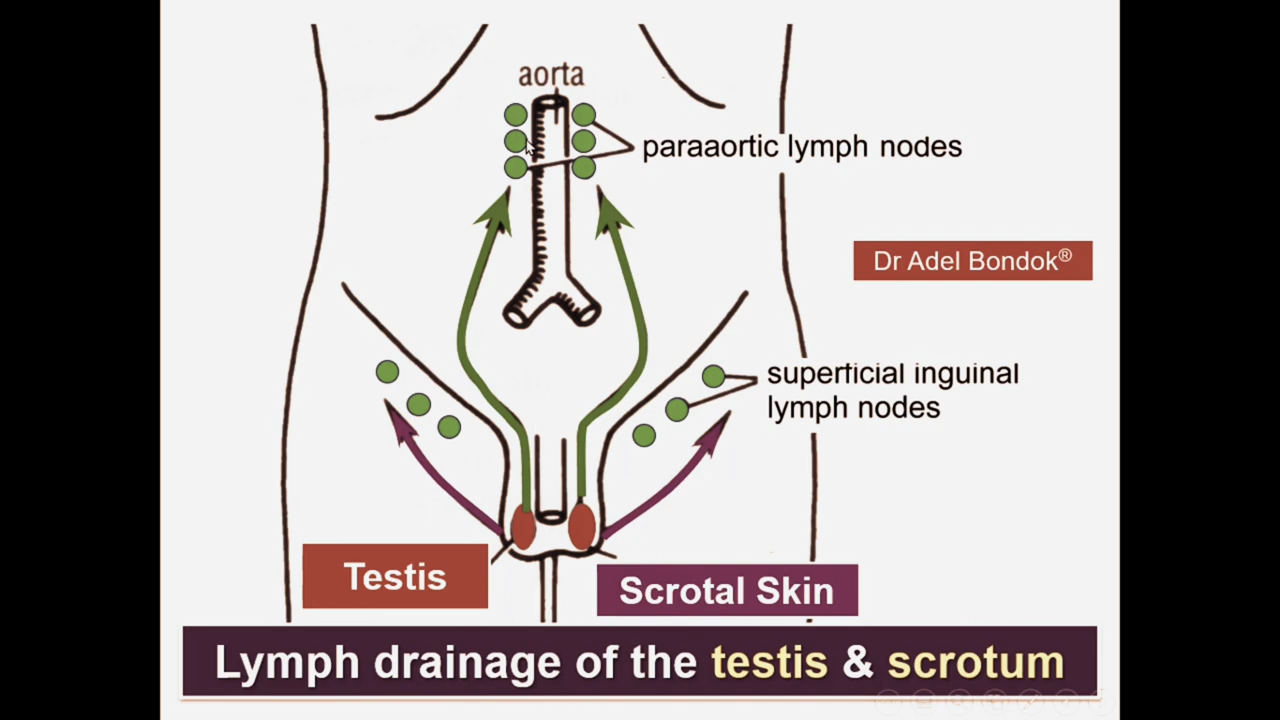 aorta
paraaortic lymph nodes
Dr Adel Bondok®
superficial inguinal
lymph nodes
Testis
Scrotal Skin
Lymph drainage of the testis & scrotum